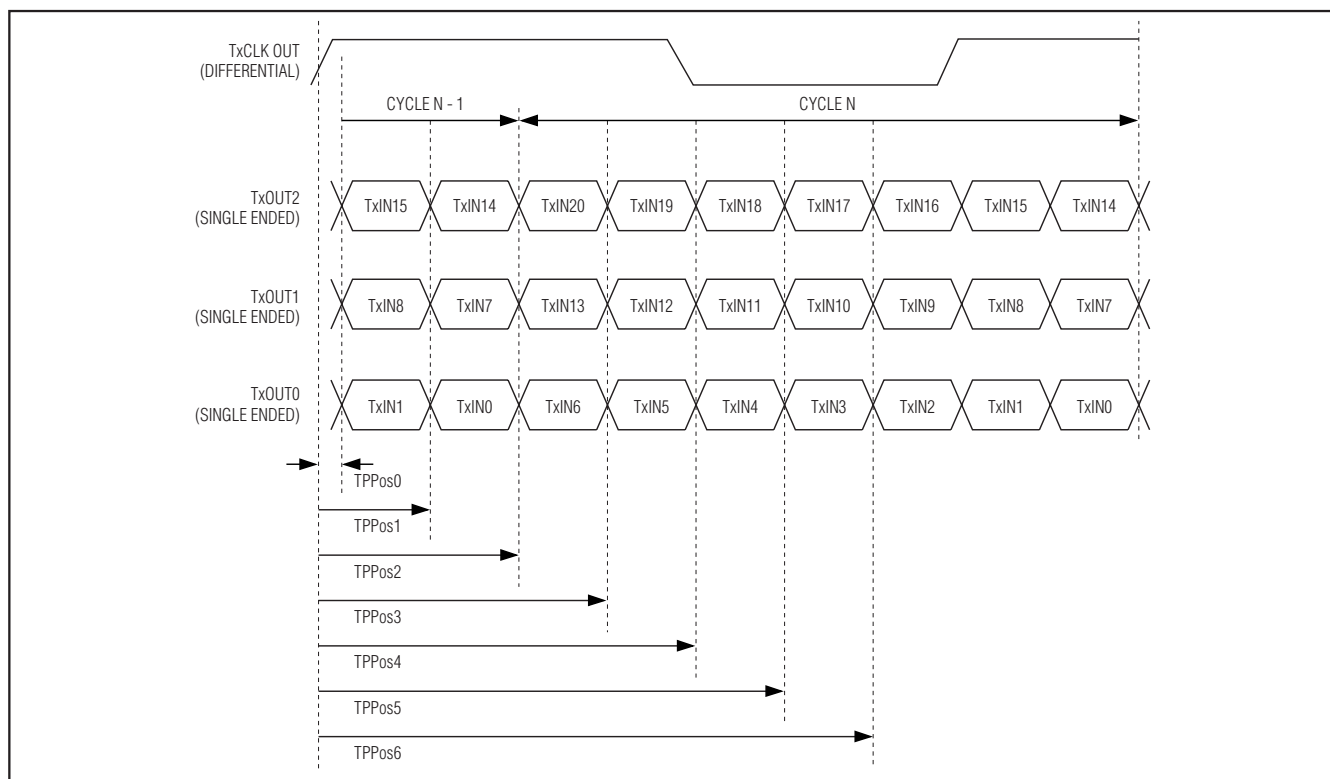 TxCLK OUT
(DIFFERENTIAL)
CYCLE N - 1 CYCLE N
TxOUT2
(SINGLE ENDED)
TxIN15 TxIN14 TxIN20 TxIN19 TxIN18 TxIN17 TxIN16 TxIN15 TxIN14
TxOUT1
(SINGLE ENDED)
TxIN8 TxIN7 TxIN13 TxIN12 TxIN11 TxIN10 TxIN9 TxIN8 TxIN7
TxOUT0
(SINGLE ENDED)
TxIN1 TxIN0 TxIN6 TxIN5 TxIN4 TxIN3 TxIN2 TxIN1 TxIN0
TPPos0
TPPos1
TPPos2
TPPos3
TPPos4
TPPos5
TPPos6